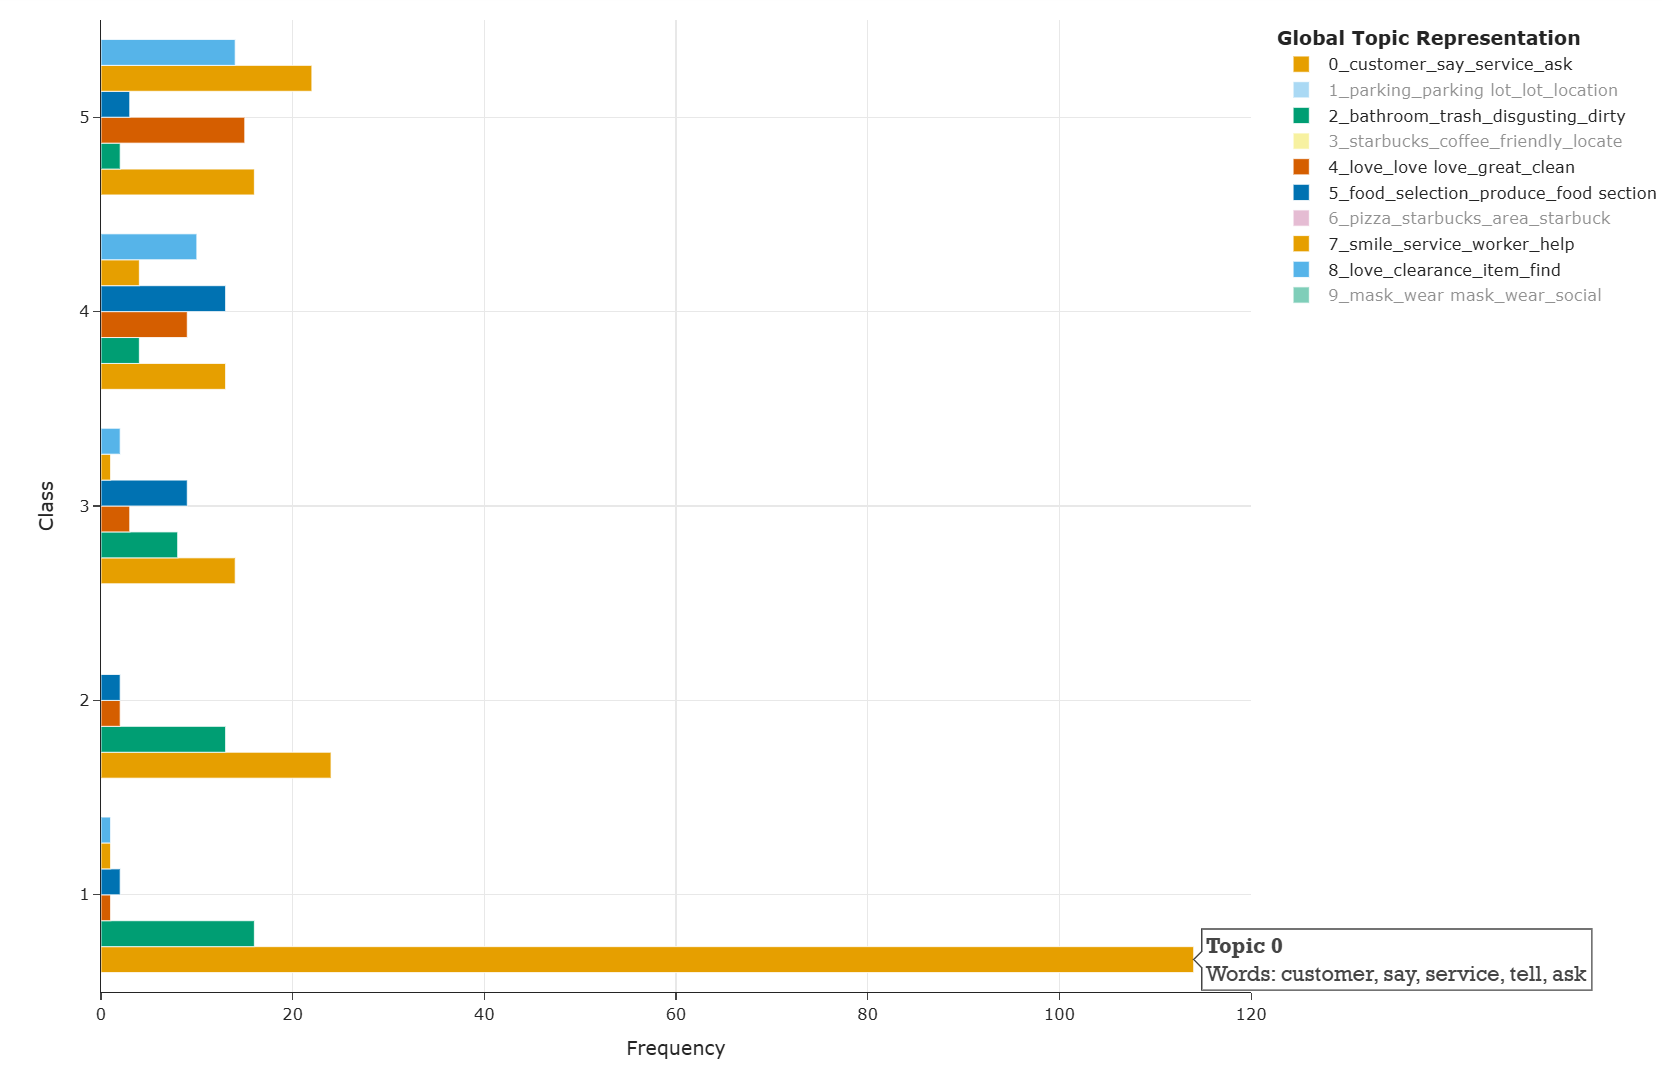 Global Topic Representation
0_customer_say_service_ask
1_parking_parking lot_lot_location
2_bathroom_trash_disgusting_dirty
3_starbucks_coffee_friendly_locate
4_love_love love_great_clean
5_food_selection_produce_food section
6_pizza_starbucks_area_starbuck
7_smile_service_worker_help
8_love_clearance_item_find
9_mask_wear mask_wear_social
5
4
3
2
1
Class
Topic 0
Words: customer, say, service, tell, ask
0
20
40
60
80
100
120
Frequency